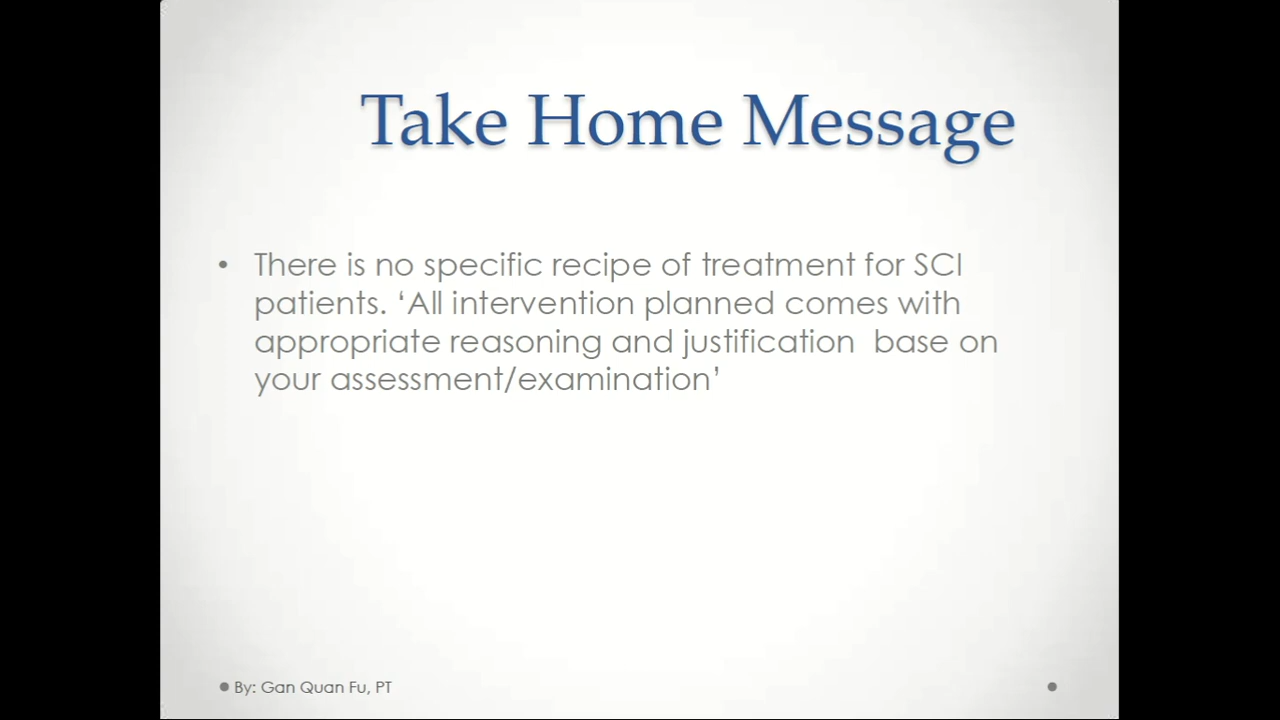 Take Home Message
• There is no specific recipe of treatment for SCI
patients. ‘All intervention planned comes with
appropriate reasoning and justification  base on
your assessment/examination’
By: Gan Quan Fu, PT